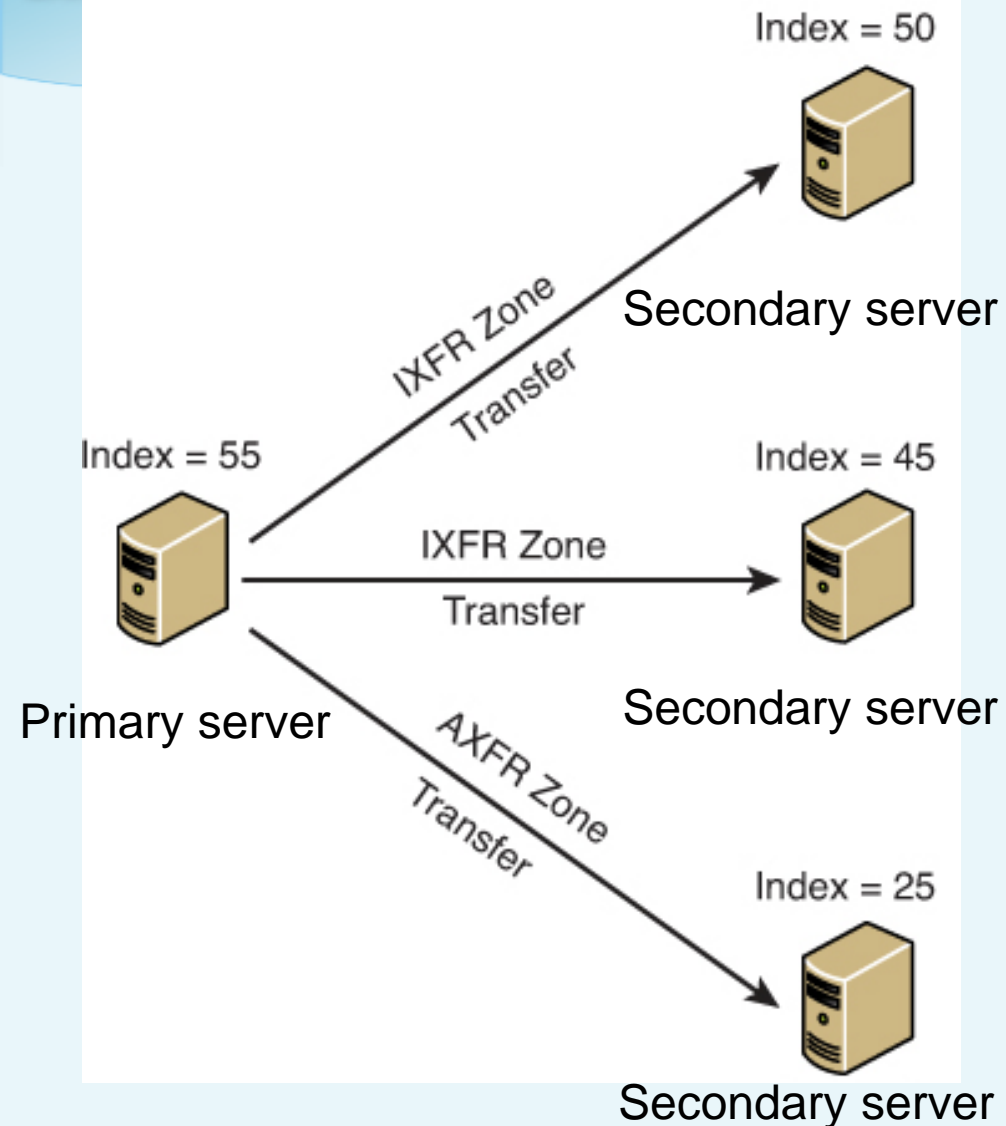 Index = 50
Secondary server
IXFR Zone
Transfer
Index = 55
Primary server
Index = 45
IXFR Zone
Transfer
Secondary server
AXFR Zone
Transfer
Index = 25
Secondary server